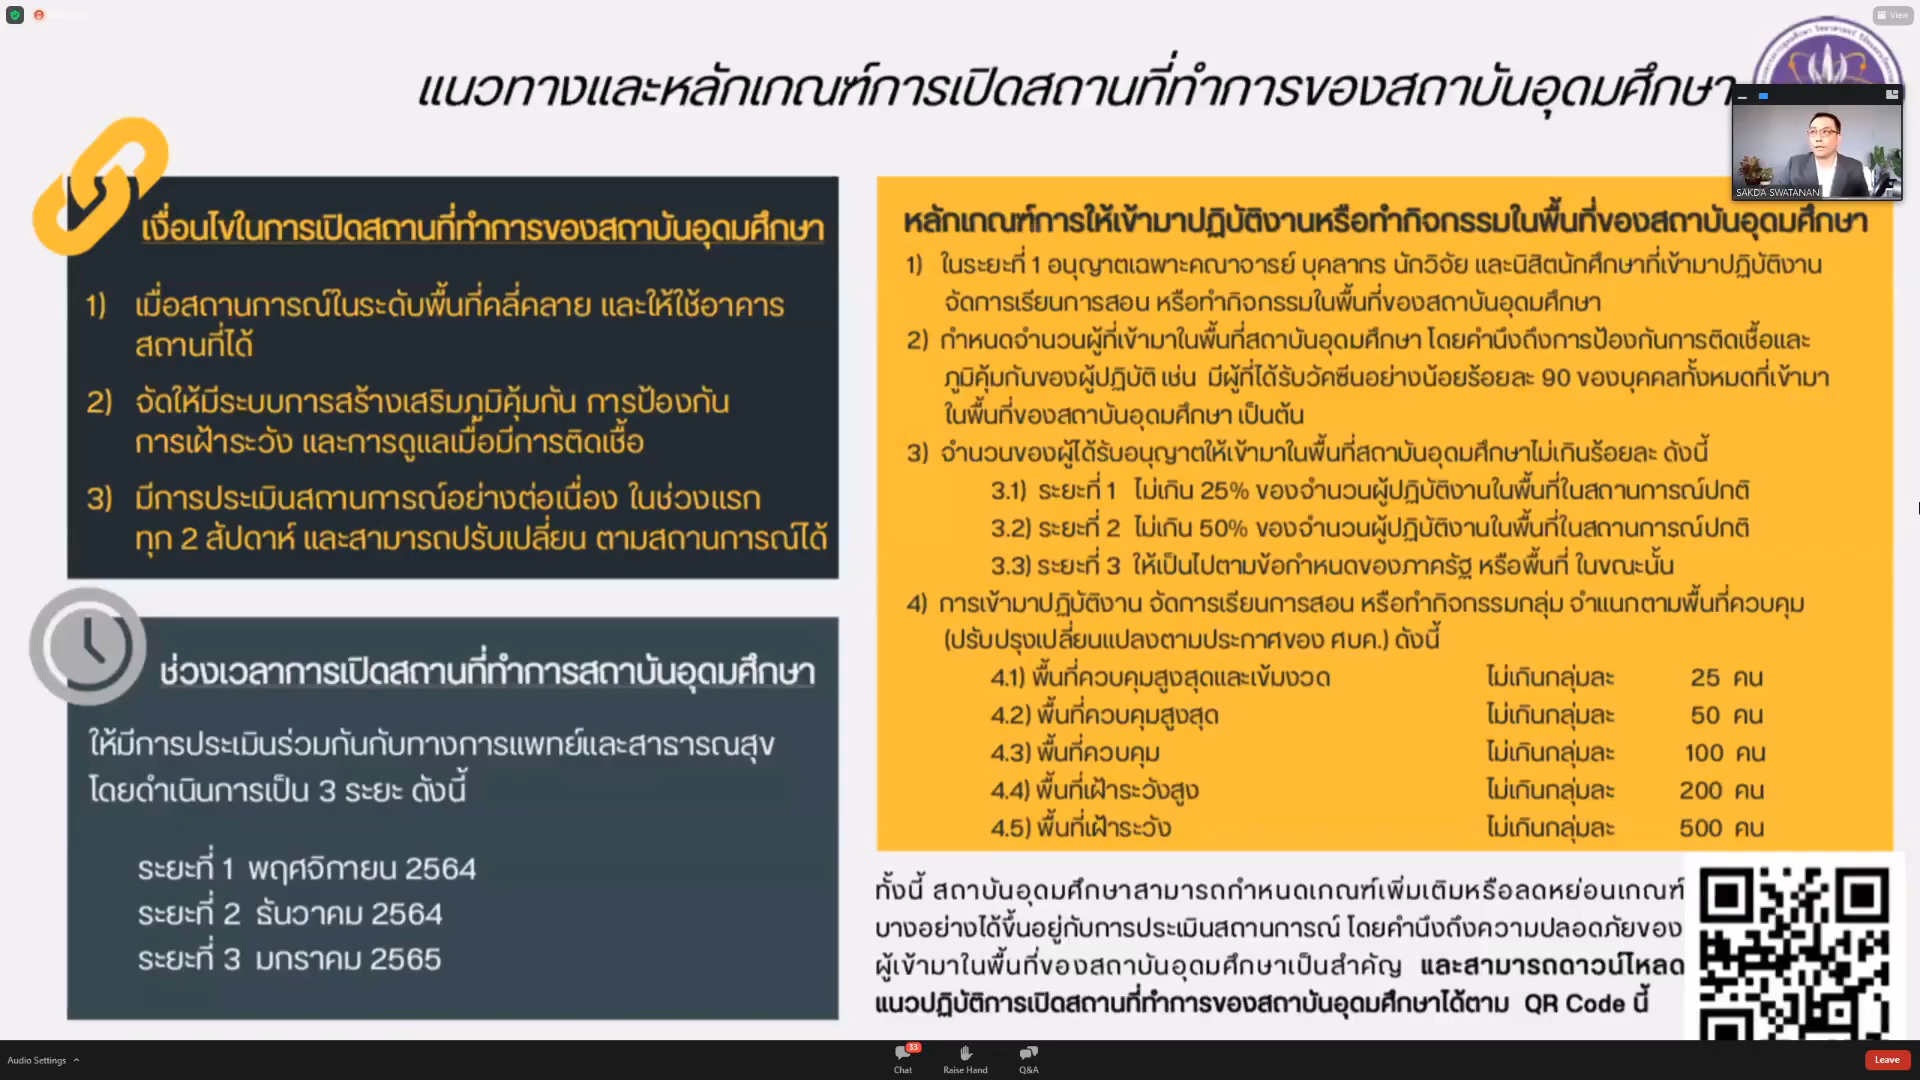 View
แนวทางและหลักเกณฑ์การเปิดสถานที่ทำการของสถาบันอุดมศึกษา
SAKDA SWATANAN
เงื่อนไขในการเปิดสถานที่ทำการของสถาบันอุดมศึกษา
1) เมื่อสถานการณ์ในระดับพื้นที่คลี่คลาย และให้ใช้อาคาร
สถานที่ได้
2) จัดให้มีระบบการสร้างเสริมภูมิคุ้มกัน การป้องกัน
การเฝ้าระวัง และการดูแลเมื่อมีการติดเชื้อ
3) มีการประเมินสถานการณ์อย่างต่อเนื่อง ในช่วงแรก
ทุก 2 สัปดาห์ และสามารถปรับเปลี่ยน ตามสถานการณ์ได้
ช่วงเวลาการเปิดสถานที่ทำการสถาบันอุดมศึกษา
ให้มีการประเมินร่วมกันกับทางการแพทย์และสาธารณสุข
โดยดำเนินการเป็น 3 ระยะ ดังนี้
ระยะที่ 1 พฤศจิกายน 2564
ระยะที่ 2 ธันวาคม 2564
ระยะที่ 3 มกราคม 2565
หลักเกณฑ์การให้เข้ามาปฏิบัติงานหรือทำกิจกรรมในพื้นที่ของสถาบันอุดมศึกษา
1) ในระยะที่ 1 อนุญาตเฉพาะคณาจารย์ บุคลากร นักวิจัย และนิสิตนักศึกษาที่เข้ามาปฏิบัติงาน
จัดการเรียนการสอน หรือทำกิจกรรมในพื้นที่ของสถาบันอุดมศึกษา
2) กำหนดจำนวนผู้ที่เข้ามาในพื้นที่สถาบันอุดมศึกษา โดยคำนึงถึงการป้องกันการติดเชื้อและ
ภูมิคุ้มกันของผู้ปฏิบัติ เช่น มีผู้ที่ได้รับวัคซีนอย่างน้อยร้อยละ 90 ของบุคคลทั้งหมดที่เข้ามา
ในพื้นที่ของสถาบันอุดมศึกษา เป็นต้น
3) จำนวนของผู้ได้รับอนุญาตให้เข้ามาในพื้นที่สถาบันอุดมศึกษาไม่เกินร้อยละ ดังนี้
3.1) ระยะที่ 1 ไม่เกิน 25% ของจำนวนผู้ปฏิบัติงานในพื้นที่ในสถานการณ์ปกติ
3.2) ระยะที่ 2 ไม่เกิน 50% ของจำนวนผู้ปฏิบัติงานในพื้นที่ในสถานการณ์ปกติ
3.3) ระยะที่ 3 ให้เป็นไปตามข้อกำหนดของภาครัฐ หรือพื้นที่ ในขณะนั้น
4) การเข้ามาปฏิบัติงาน จัดการเรียนการสอน หรือทำกิจกรรมกลุ่ม จำแนกตามพื้นที่ควบคุม
(ปรับปรุงเปลี่ยนแปลงตามประกาศของ ศบค.) ดังนี้
4.1) พื้นที่ควบคุมสูงสุดและเข้มงวด ไม่เกินกลุ่มละ 25 คน
4.2) พื้นที่ควบคุมสูงสุด ไม่เกินกลุ่มละ 50 คน
4.3) พื้นที่ควบคุม ไม่เกินกลุ่มละ 100 คน
4.4) พื้นที่เฝ้าระวังสูง ไม่เกินกลุ่มละ 200 คน
4.5) พื้นที่เฝ้าระวัง ไม่เกินกลุ่มละ 500 คน
ทั้งนี้ สถาบันอุดมศึกษาสามารถกำหนดเกณฑ์เพิ่มเติมหรือลดหย่อนเกณฑ์
บางอย่างได้ขึ้นอยู่กับการประเมินสถานการณ์ โดยคำนึงถึงความปลอดภัยของ
ผู้เข้ามาในพื้นที่ของสถาบันอุดมศึกษาเป็นสำคัญ และสามารถดาวน์โหลด
แนวปฏิบัติการเปิดสถานที่ทำการของสถาบันอุดมศึกษาได้ตาม QR Code นี้
Audio Settings
33
Chat
Raise Hand
Q&A
Leave